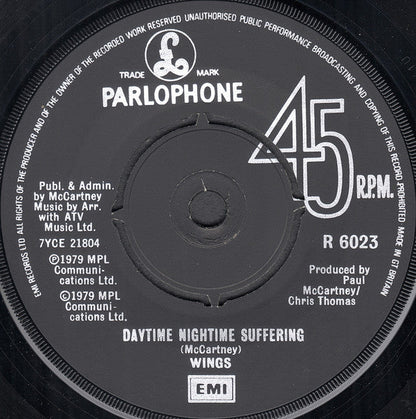 EMI RECORDS LTD ALL RIGHTS OF THE PRODUCER AND OF THE OWNER OF THE RECORDED WORK RESERVED UNAUTHORISED PUBLIC PERFORMANCE BROADCASTING AND COPYING OF THIS RECORD PROHIBITED MADE IN GT BRITAIN
£
TRADE MARK
PARLOPHONE
45 R.P.M.
Publ. & Admin.
by McCartney
Music by Arr.
with ATV
Music Ltd.
7YCE 21804
℗1979 MPL
Communi-
cations Ltd.
©1979 MPL
Communi-
cations Ltd.
R 6023
Produced by
Paul
McCartney/
Chris Thomas
DAYTIME NIGHTIME SUFFERING
(McCartney)
WINGS
EMI